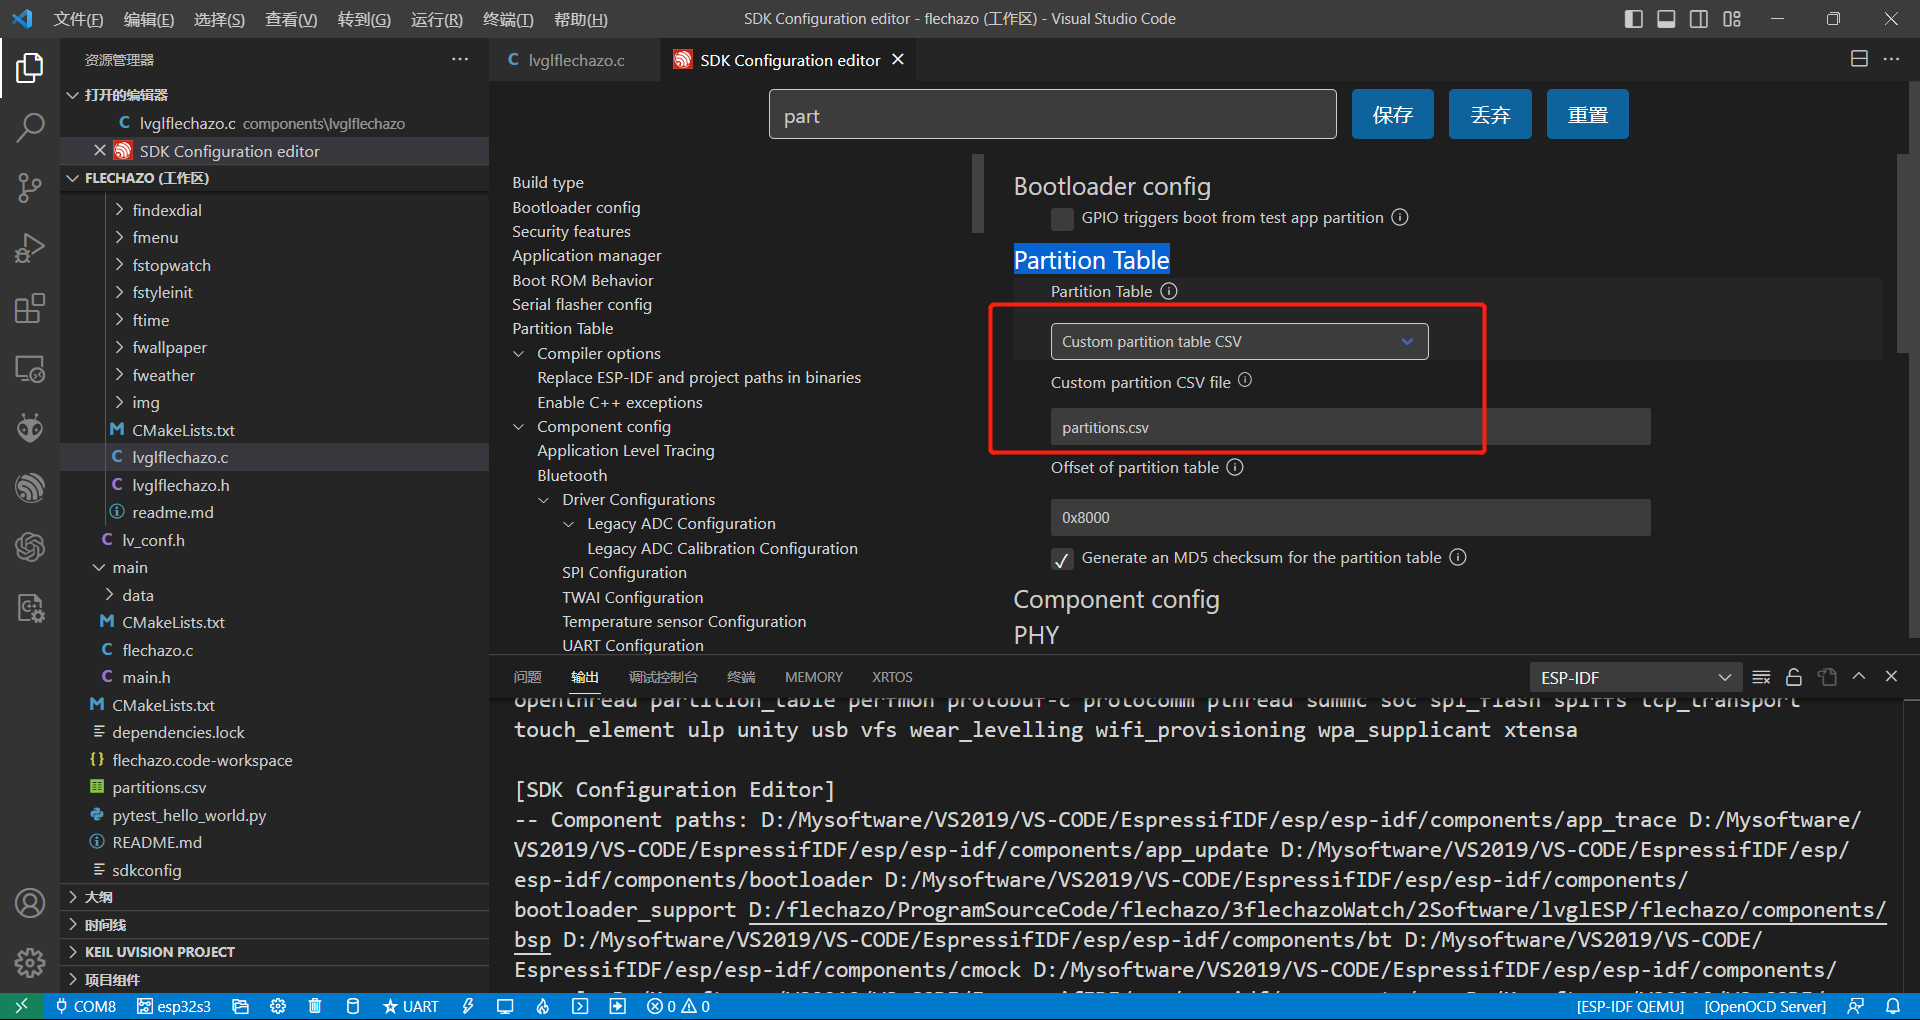 文件(F) 编辑(E) 选择(S) 查看(V) 转到(G) 运行(R) 终端(T) 帮助(H) SDK Configuration editor - flechazo (工作区) - Visual Studio Code
资源管理器
打开的编辑器
lvglflechazo.c components\lvglflechazo
SDK Configuration editor
FLECHAZO (工作区)
findexdial
fmenu
fstopwatch
fstyleinit
ftime
fwallpaper
fweather
img
CMakeLists.txt
lvglflechazo.c
lvglflechazo.h
readme.md
lv_conf.h
main
data
CMakeLists.txt
flechazo.c
main.h
CMakeLists.txt
dependencies.lock
flechazo.code-workspace
partitions.csv
pytest_hello_world.py
README.md
sdkconfig
大纲
时间线
KEIL UVISION PROJECT
项目组件
lvglflechazo.c SDK Configuration editor
part 保存 丢弃 重置
Build type
Bootloader config
Security features
Application manager
Boot ROM Behavior
Serial flasher config
Partition Table
Compiler options
Replace ESP-IDF and project paths in binaries
Enable C++ exceptions
Component config
Application Level Tracing
Bluetooth
Driver Configurations
Legacy ADC Configuration
Legacy ADC Calibration Configuration
SPI Configuration
TWAI Configuration
Temperature sensor Configuration
UART Configuration
Bootloader config
GPIO triggers boot from test app partition
Partition Table
Partition Table
Custom partition table CSV
Custom partition CSV file
partitions.csv
Offset of partition table
0x8000
Generate an MD5 checksum for the partition table
Component config
PHY
问题 输出 调试控制台 终端 MEMORY XRTOS ESP-IDF
openthread partition_table perfmon protobuf-c protocomm pthread sdmmc soc spi_flash spiffs tcp_transport
touch_element ulp unity usb vfs wear_levelling wifi_provisioning wpa_supplicant xtensa
[SDK Configuration Editor]
-- Component paths: D:/Mysoftware/VS2019/VS-CODE/EspressifIDF/esp/esp-idf/components/app_trace D:/Mysoftware/
VS2019/VS-CODE/EspressifIDF/esp/esp-idf/components/app_update D:/Mysoftware/VS2019/VS-CODE/EspressifIDF/esp/
esp-idf/components/bootloader D:/Mysoftware/VS2019/VS-CODE/EspressifIDF/esp/esp-idf/components/
bootloader_support D:/flechazo/ProgramSourceCode/flechazo/3flechazoWatch/2Software/lvglESP/flechazo/components/
bsp D:/Mysoftware/VS2019/VS-CODE/EspressifIDF/esp/esp-idf/components/bt D:/Mysoftware/VS2019/VS-CODE/
EspressifIDF/esp/esp-idf/components/cmock D:/Mysoftware/VS2019/VS-CODE/EspressifIDF/esp/esp-idf/components/
COM8 esp32s3 UART 0 0 [ESP-IDF QEMU] [OpenOCD Server]